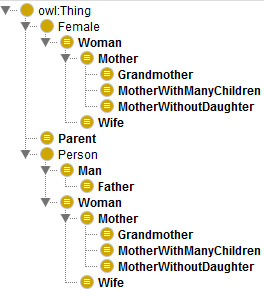 owl:Thing
Female
Woman
Mother
Grandmother
MotherWithManyChildren
MotherWithoutDaughter
Wife
Parent
Person
Man
Father
Woman
Mother
Grandmother
MotherWithManyChildren
MotherWithoutDaughter
Wife